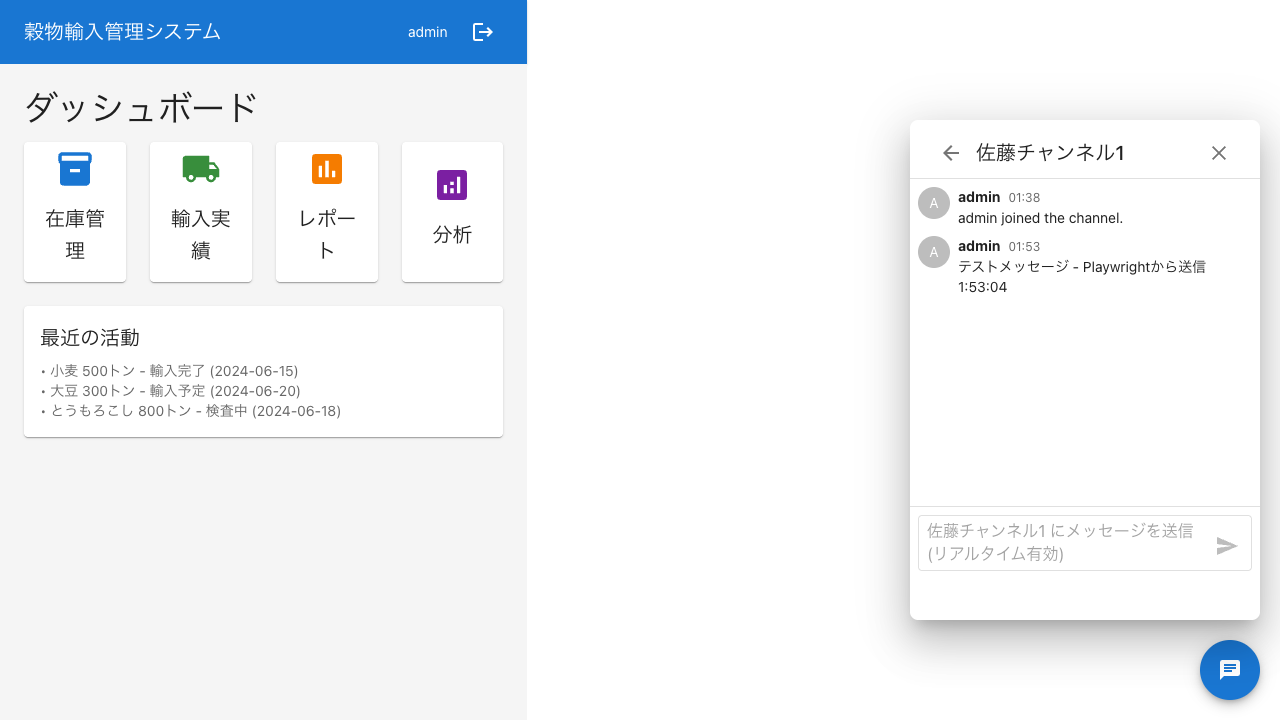 穀物輸入管理システム
admin
ダッシュボード
在庫管
理
輸入実
績
レポー
ト
分析
最近の活動
• 小麦 500トン - 輸入完了 (2024-06-15)
• 大豆 300トン - 輸入予定 (2024-06-20)
• とうもろこし 800トン - 検査中 (2024-06-18)
佐藤チャンネル1
A
admin 01:38
admin joined the channel.
A
admin 01:53
テストメッセージ - Playwrightから送信
1:53:04
佐藤チャンネル1 にメッセージを送信
(リアルタイム有効)